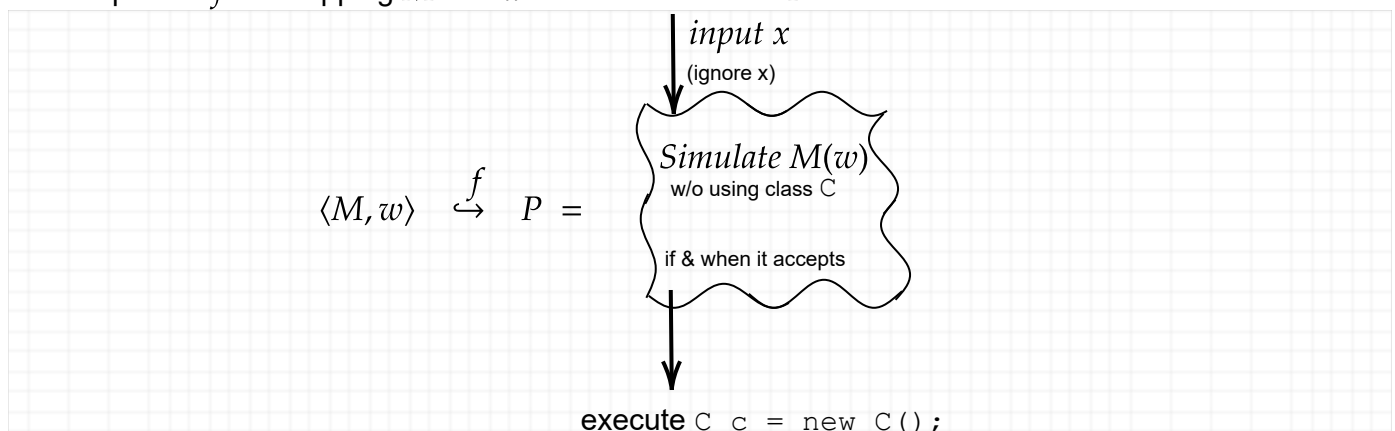 input x
(ignore x)
Simulate M(w)
w/o using class C
⟨M, w⟩ f ↪ P =
if & when it accepts
execute C c = new C();